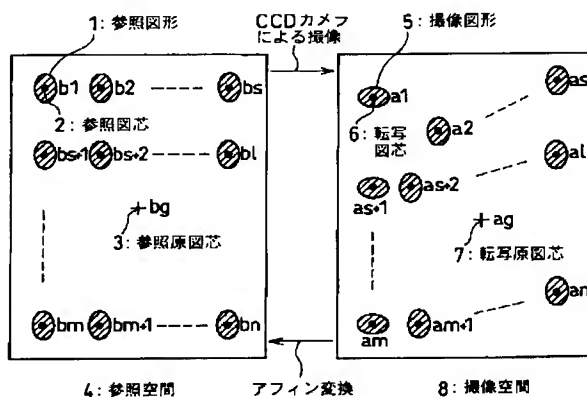 1: 参照図形
CCDカメラ
による撮像
5: 撮像図形
b1 b2 bs
2: 参照図芯
bs+1 bs+2 bl
bg
3: 参照原図芯
bm bm+1 bn
4: 参照空間
アフィン変換
a1 as
6: 転写
図芯
a2
as+1 as+2 al
ag
7: 転写原図芯
am am+1 an
8: 撮像空間